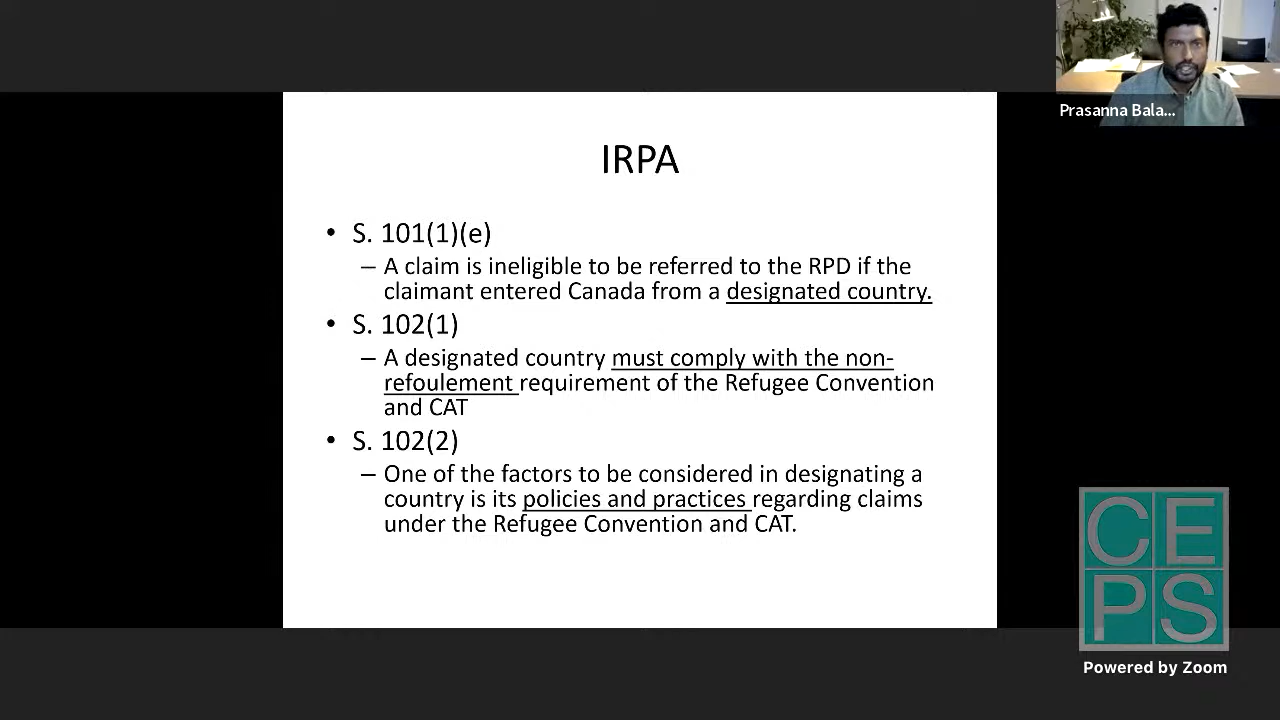 Prasanna Bala...
IRPA
• S. 101(1)(e)
– A claim is ineligible to be referred to the RPD if the
claimant entered Canada from a designated country.
• S. 102(1)
– A designated country must comply with the non-
refoulement requirement of the Refugee Convention
and CAT
• S. 102(2)
– One of the factors to be considered in designating a
country is its policies and practices regarding claims
under the Refugee Convention and CAT.
CE
PS
Powered by Zoom